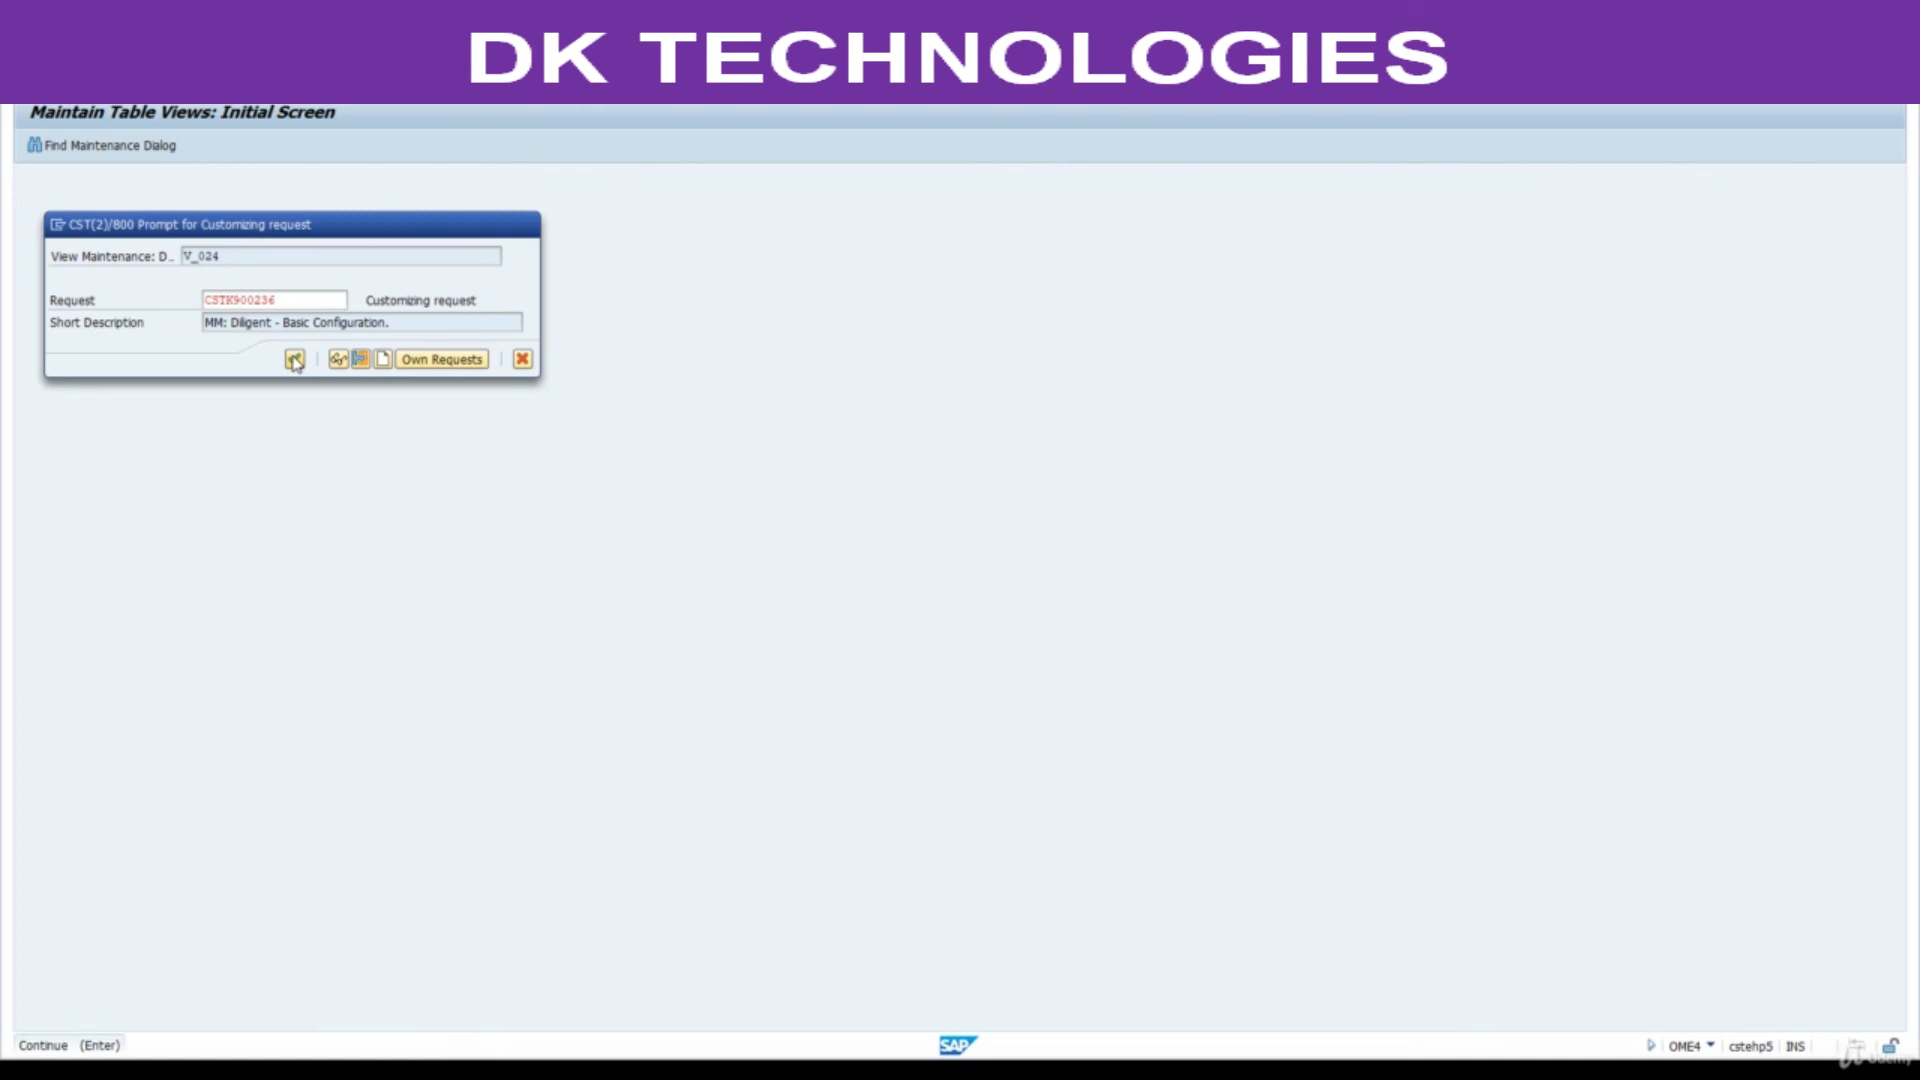 DK TECHNOLOGIES
Maintain Table Views: Initial Screen
Find Maintenance Dialog
CST(2)/800 Prompt for Customizing request
View Maintenance: D.. V_024
Request CSTK900236 Customizing request
Short Description MM: Diligent - Basic Configuration.
Own Requests
Continue (Enter)
SAP
OME4 cstehp5 INS
Udemy